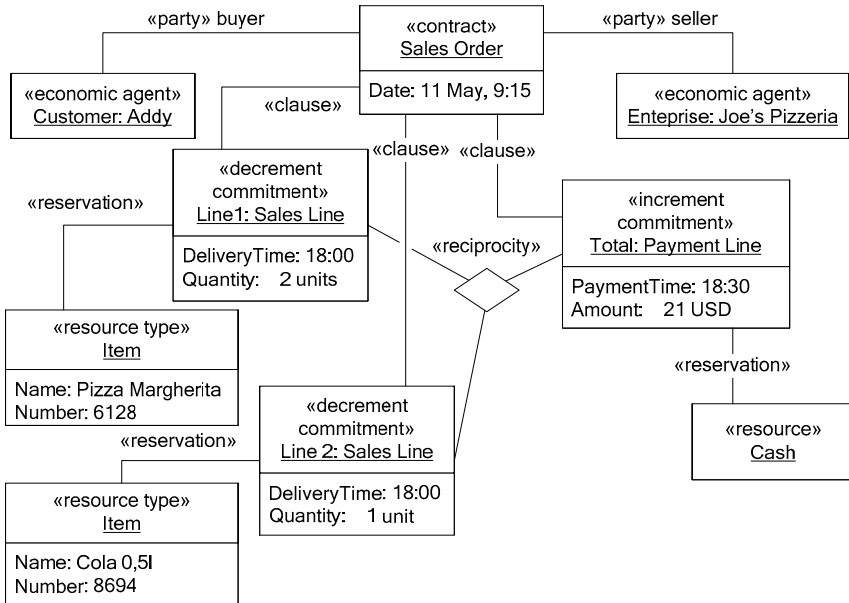 «party» buyer
«contract»
Sales Order
Date: 11 May, 9:15
«party» seller
«economic agent»
Customer: Addy
«economic agent»
Enteprise: Joe's Pizzeria
«clause»
«clause»
«clause»
«decrement
commitment»
Line1: Sales Line
DeliveryTime: 18:00
Quantity: 2 units
«reservation»
«reciprocity»
«increment
commitment»
Total: Payment Line
PaymentTime: 18:30
Amount: 21 USD
«resource type»
Item
Name: Pizza Margherita
Number: 6128
«reservation»
«decrement
commitment»
Line 2: Sales Line
DeliveryTime: 18:00
Quantity: 1 unit
«reservation»
«resource»
Cash
«resource type»
Item
Name: Cola 0,5l
Number: 8694